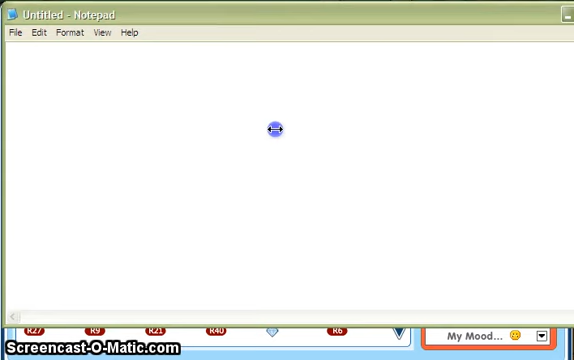 Untitled - Notepad
File Edit Format View Help
R27 R9 R21 R40 R6
My Mood...
Screencast-O-Matic.com